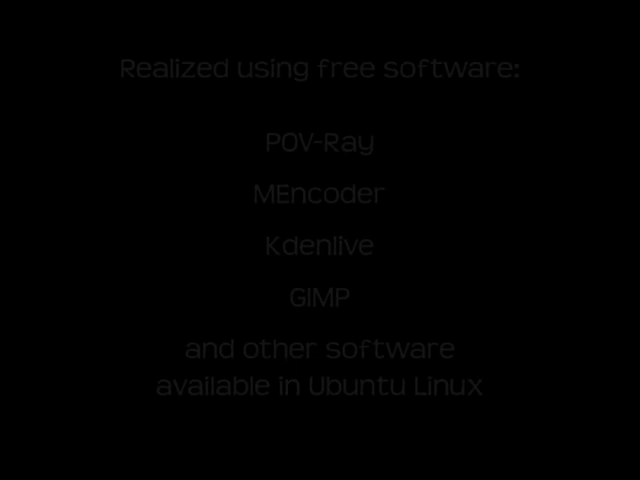 Realized using free software:
POV-Ray
MEncoder
Kdenlive
GIMP
and other software
available in Ubuntu Linux